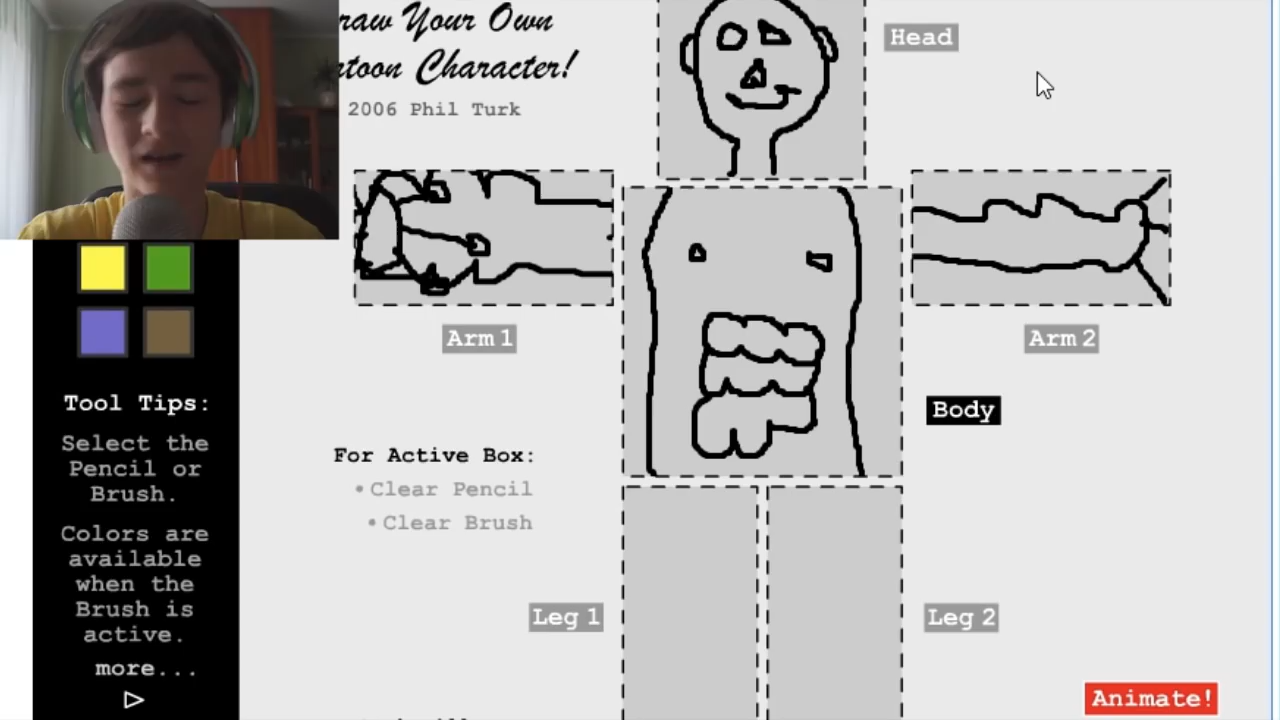 raw Your Own
rtoon Character!
2006 Phil Turk
Head
Arm 1
Arm 2
Body
For Active Box:
•Clear Pencil
•Clear Brush
Leg 1
Leg 2
Tool Tips:
Select the
Pencil or
Brush.
Colors are
available
when the
Brush is
active.
more...
Animate!